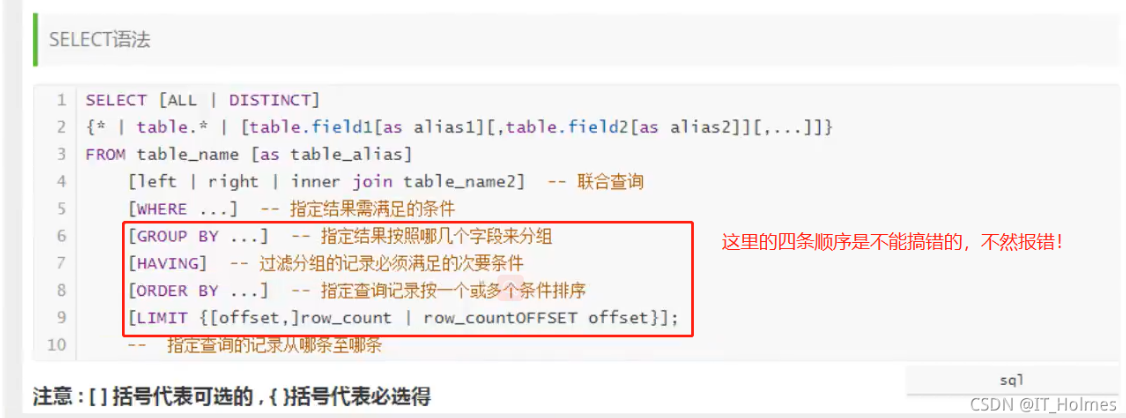 SELECT语法
1 SELECT [ALL | DISTINCT]
2 {* | table.* | [table.field1[as alias1][,table.field2[as alias2]][,...]]}
3 FROM table_name [as table_alias]
4 [left | right | inner join table_name2] -- 联合查询
5 [WHERE ...] -- 指定结果需满足的条件
6 [GROUP BY ...] -- 指定结果按照哪几个字段来分组
7 [HAVING] -- 过滤分组的记录必须满足的次要条件
8 [ORDER BY ...] -- 指定查询记录按一个或多个条件排序
9 [LIMIT {[offset,]row_count | row_countOFFSET offset}];
10 -- 指定查询的记录从哪条至哪条
这里的四条顺序是不能搞错的，不然报错！
注意 : [ ] 括号代表可选的 , { }括号代表必选得
sql
CSDN @IT_Holmes